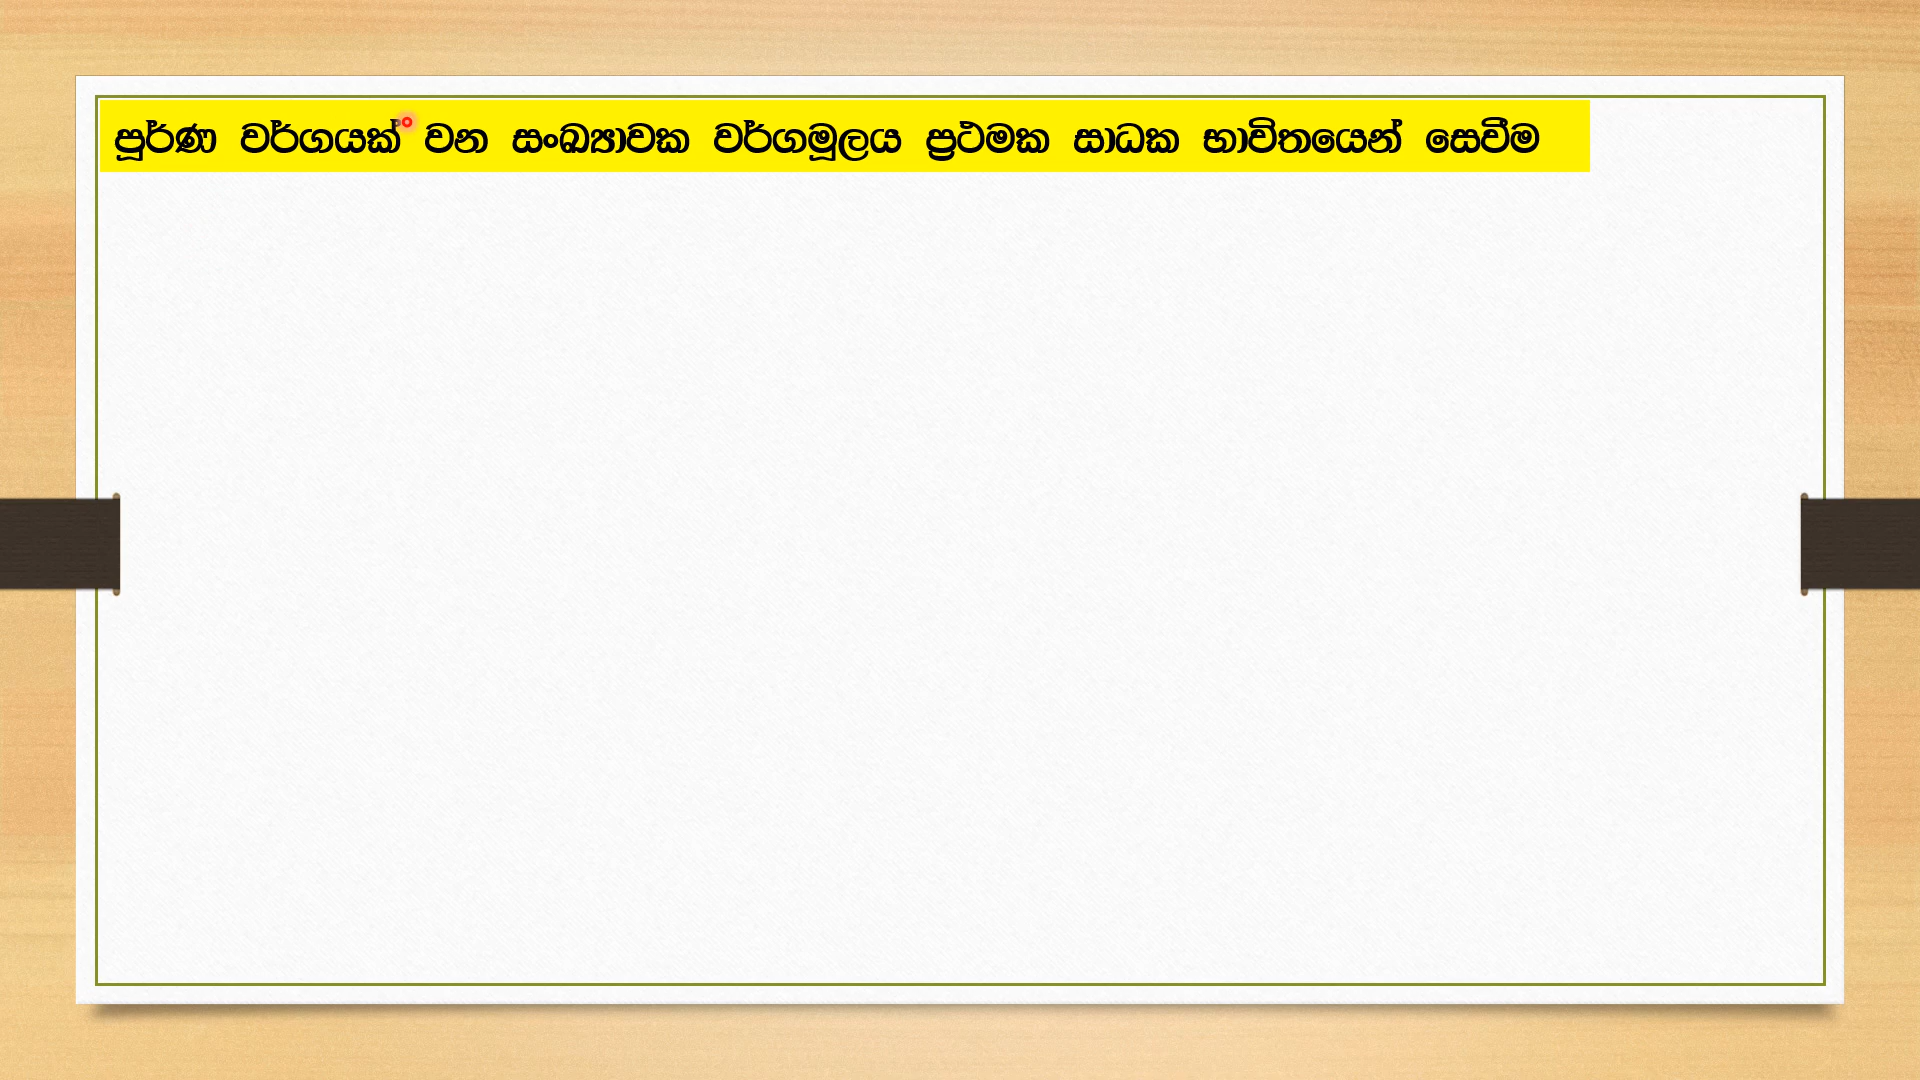 පූර්ණ වර්ගයක් වන සංඛ්‍යාවක වර්ගමූලය ප්‍රථමක සාධක භාවිතයෙන් සෙවීම